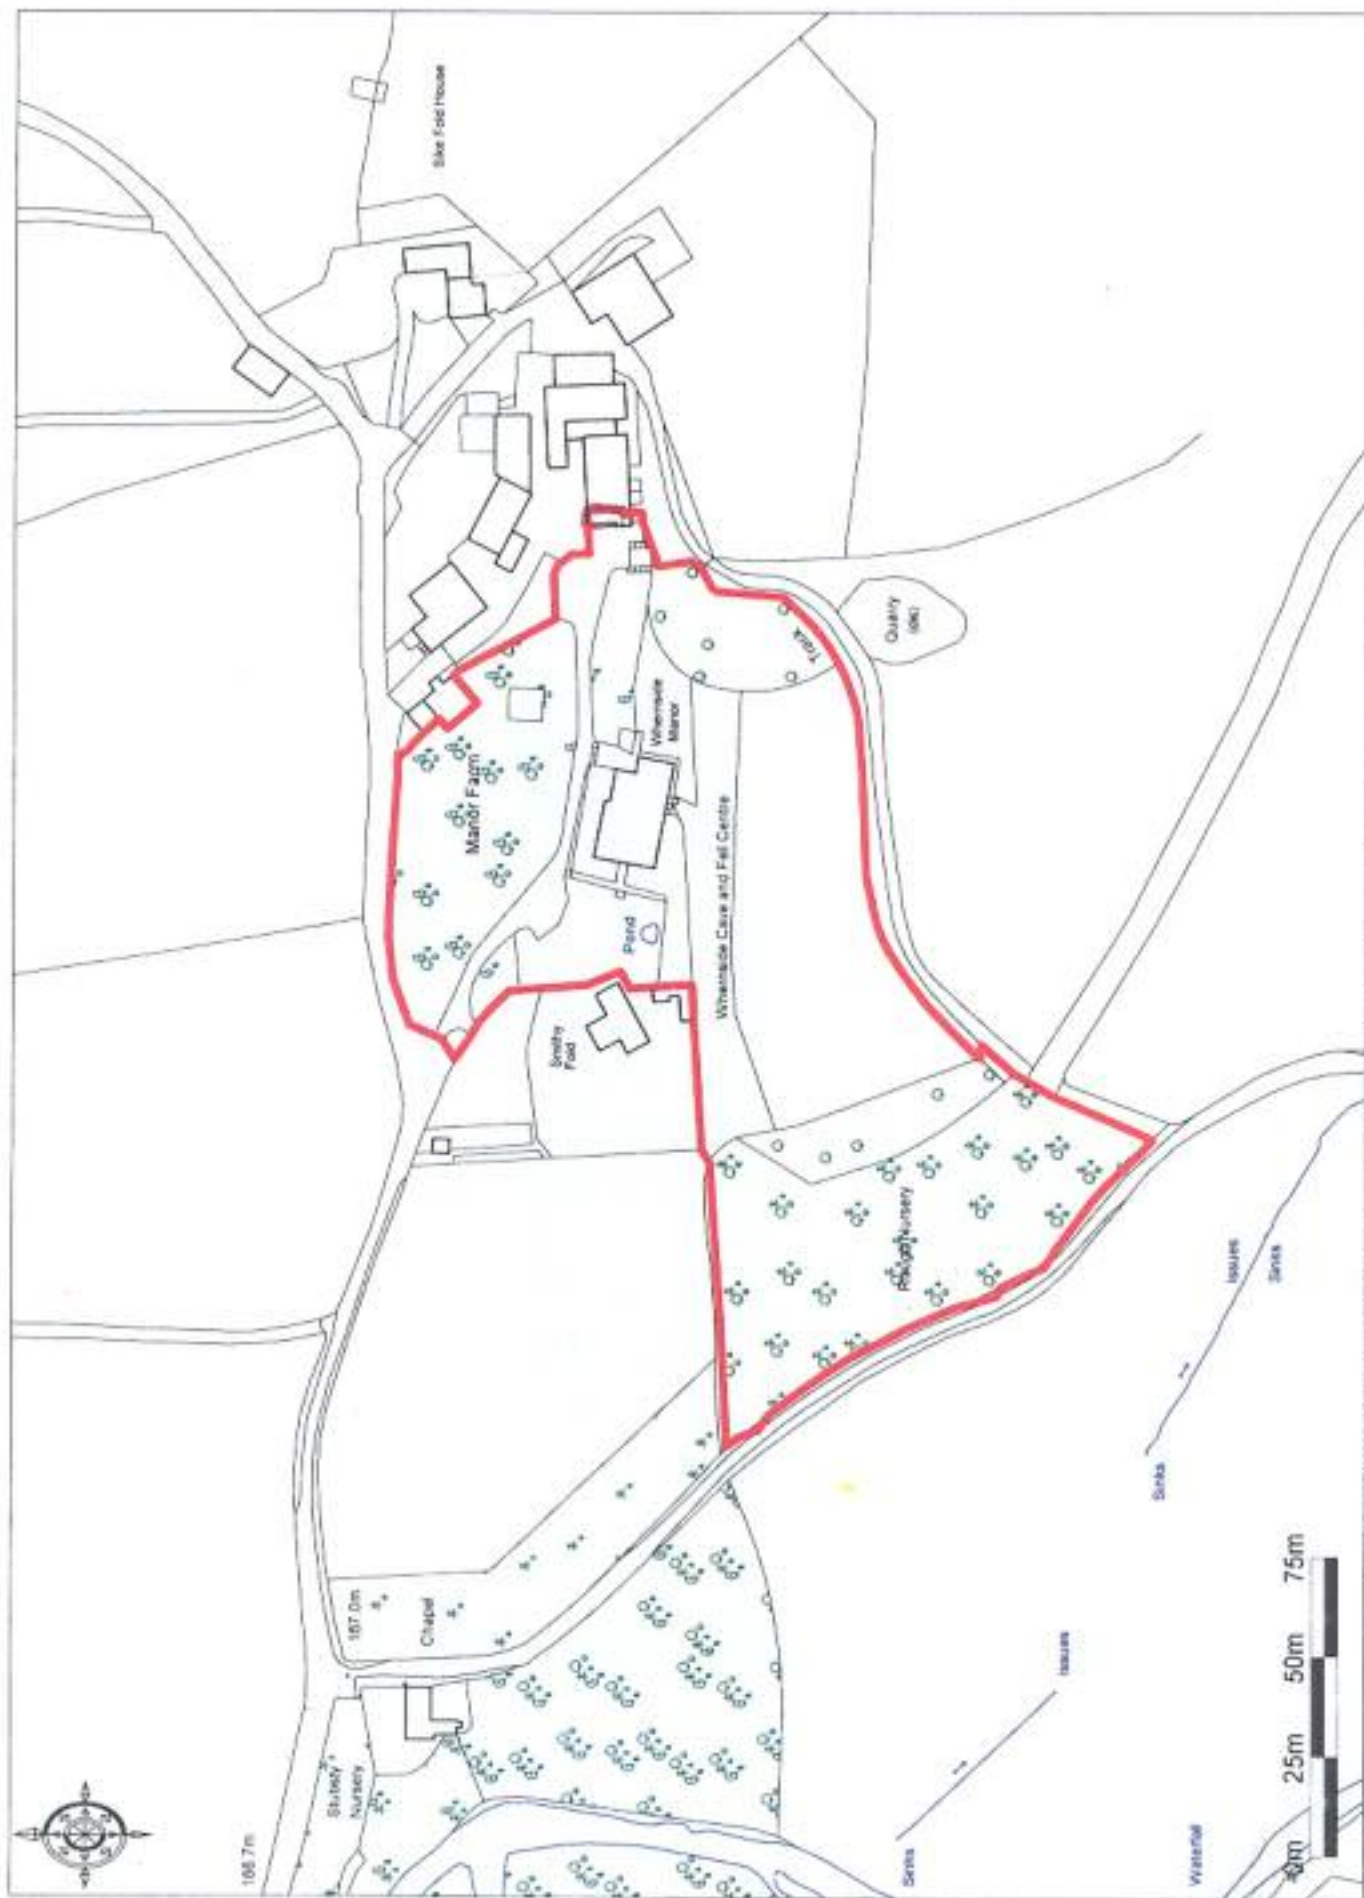 Sike Fold House
Quarry
(dis)
Track
Whernside
Manor
Manor Farm
Whernside Cave and Fell Centre
Pond
Smithy
Fold
Nursery
Issues
Sinks
Sinks
Chapel
167.0m
Issues
Sinks
Waterfall
Nursery
166.7m
0m
25m
50m
75m